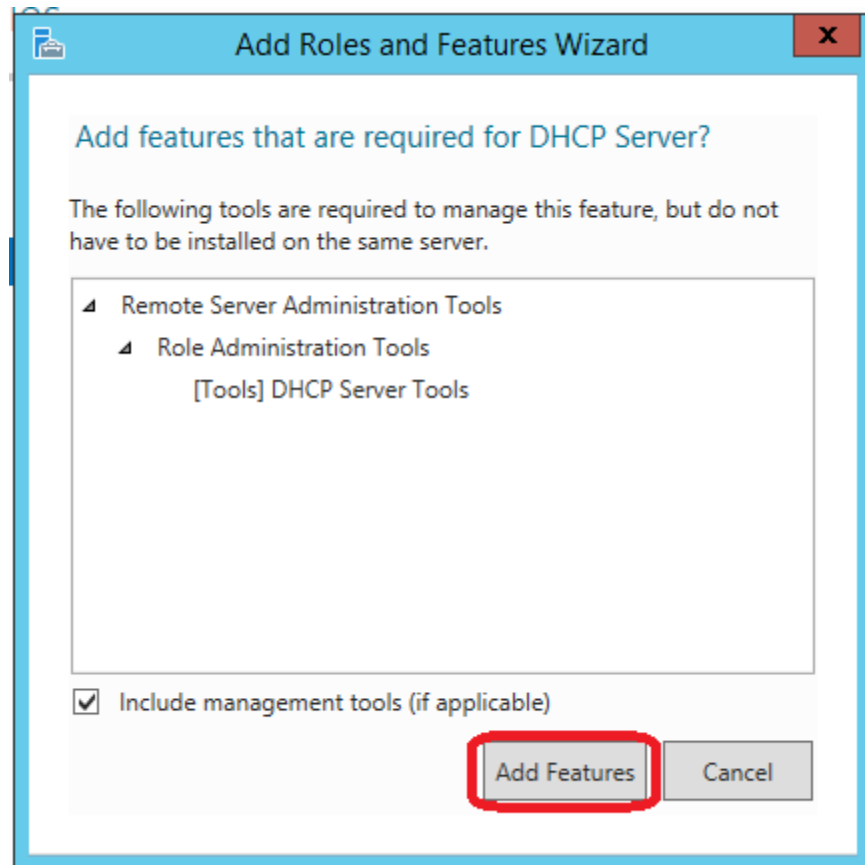 Add Roles and Features Wizard
x
Add features that are required for DHCP Server?
The following tools are required to manage this feature, but do not
have to be installed on the same server.
Remote Server Administration Tools
Role Administration Tools
[Tools] DHCP Server Tools
Include management tools (if applicable)
Add Features
Cancel